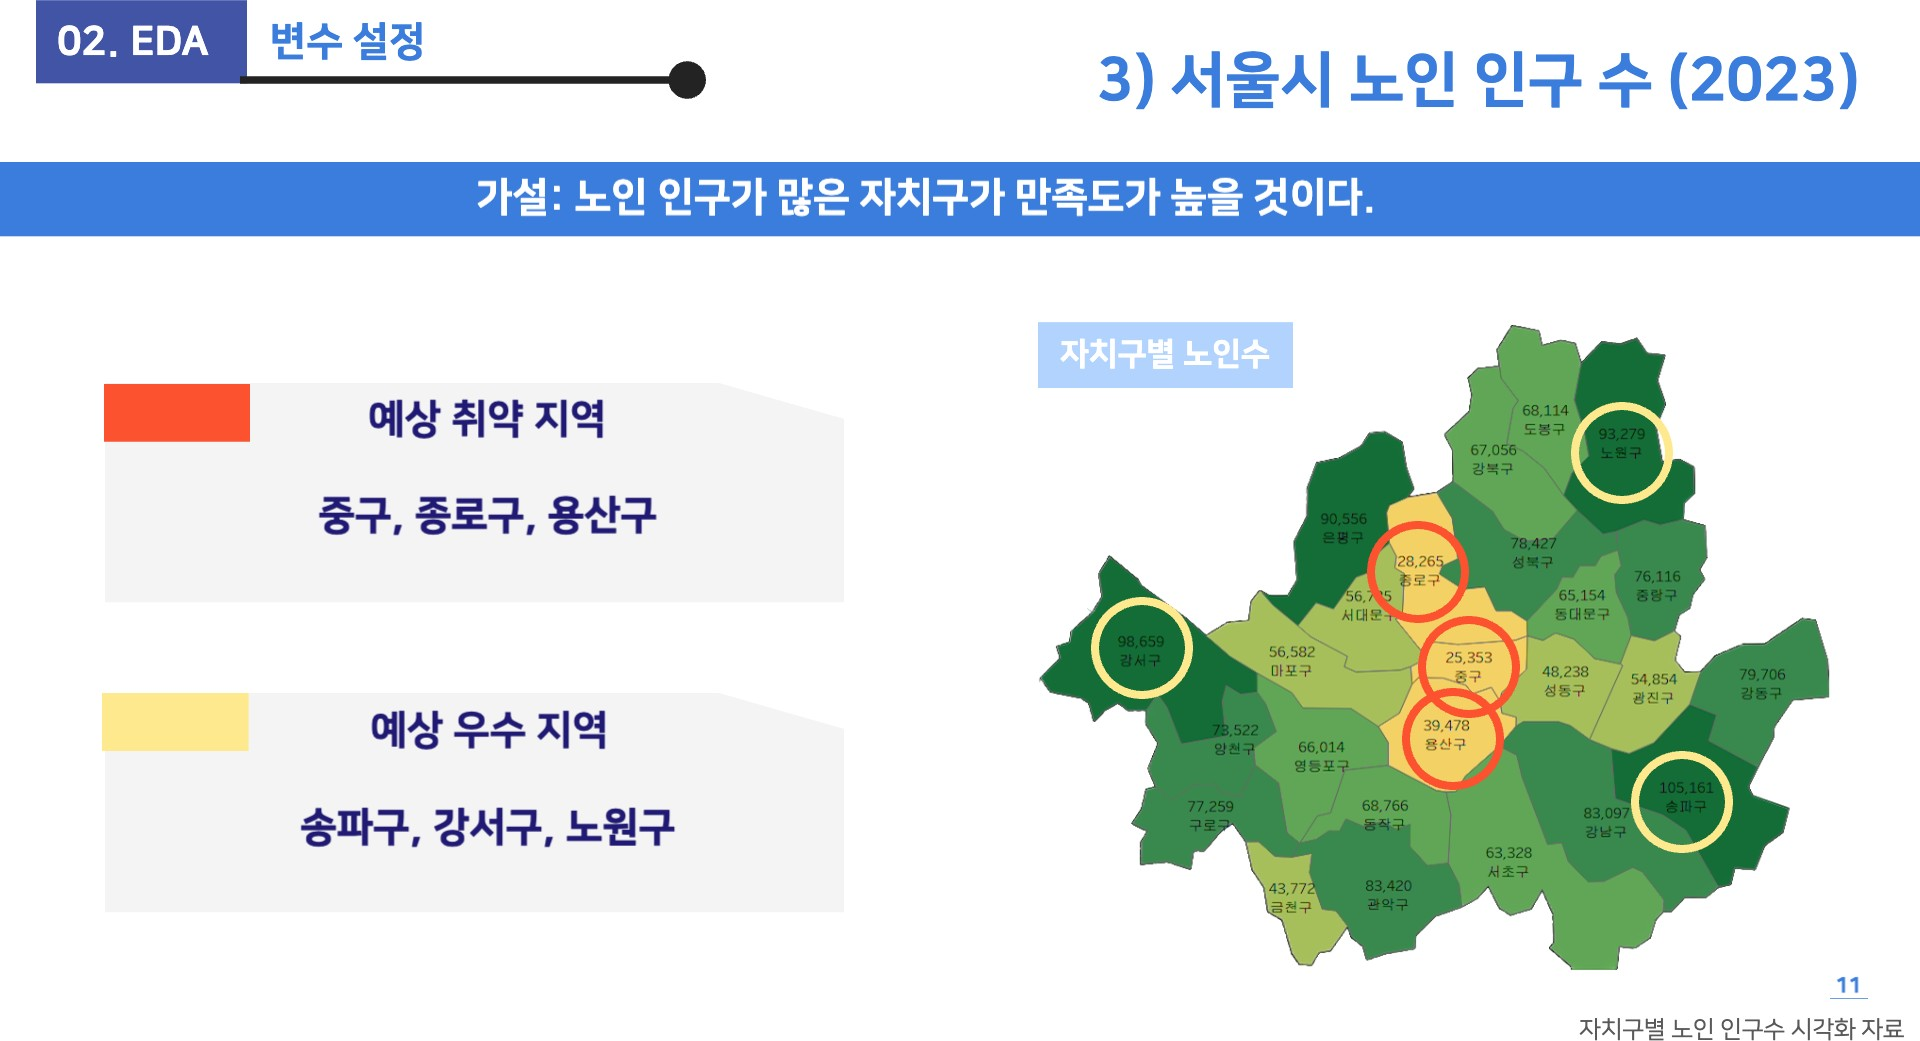 02. EDA
변수 설정
3) 서울시 노인 인구 수 (2023)
가설: 노인 인구가 많은 자치구가 만족도가 높을 것이다.
예상 취약 지역
중구, 종로구, 용산구
예상 우수 지역
송파구, 강서구, 노원구
자치구별 노인수
68,114
도봉구
93,279
노원구
67,056
강북구
90,556
은평구
78,427
성북구
28,265
종로구
76,116
중랑구
65,154
동대문구
서대문구
98,659
강서구
56,582
마포구
25,353
중구
48,238
성동구
54,854
광진구
79,706
강동구
73,522
양천구
66,014
영등포구
39,478
용산구
105,161
송파구
77,259
구로구
68,766
동작구
83,097
강남구
63,328
서초구
43,772
금천구
83,420
관악구
11
자치구별 노인 인구수 시각화 자료